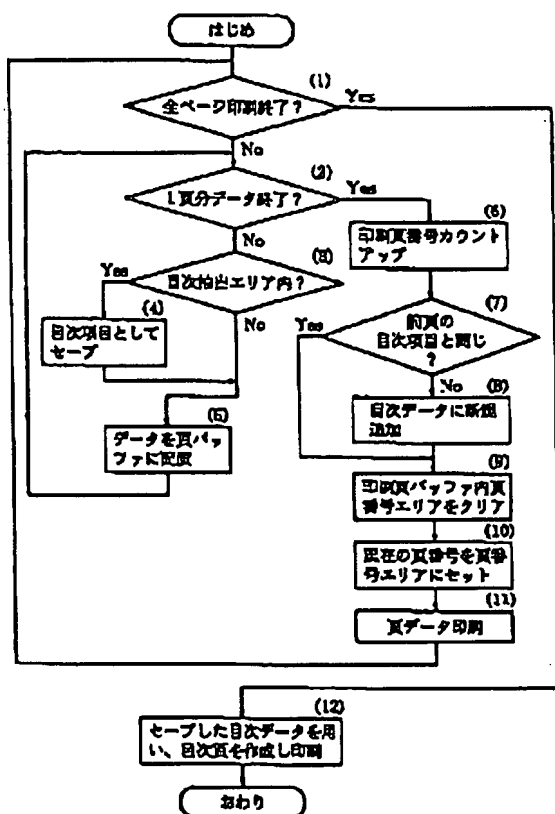 はじめ
(1)
全ページ印刷終了?
Yes
No
(2)
1頁分データ終了?
Yes
No
(3)
目次抽出エリア内?
Yes
No
(4)
目次項目として
セーブ
(5)
データを頁バッ
ファに配置
(6)
印刷頁番号カウント
アップ
(7)
前頁の
目次項目と同じ
?
Yes
No
(8)
目次データに新規
追加
(9)
印刷頁バッファ内頁
番号エリアをクリア
(10)
現在の頁番号を頁番
号エリアにセット
(11)
頁データ印刷
(12)
セーブした目次データを用
い、目次頁を作成し印刷
おわり